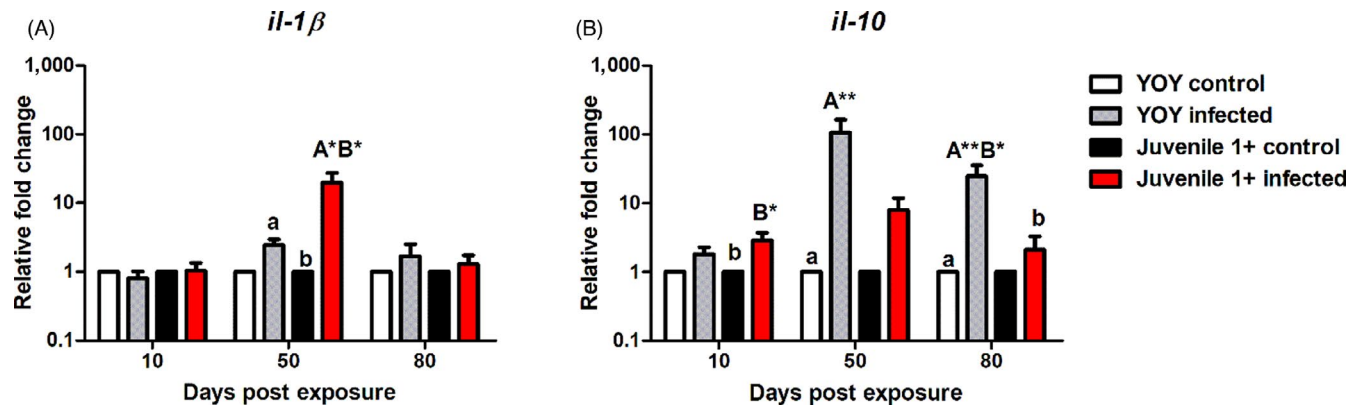 (A)
il-1β
Relative fold change
1,000
100
10
1
0.1
a
b
A*B*
10
50
80
Days post exposure
(B)
il-10
Relative fold change
1,000
100
10
1
0.1
b
B*
a
A**
a
A**B*
b
10
50
80
Days post exposure
YOY control
YOY infected
Juvenile 1+ control
Juvenile 1+ infected